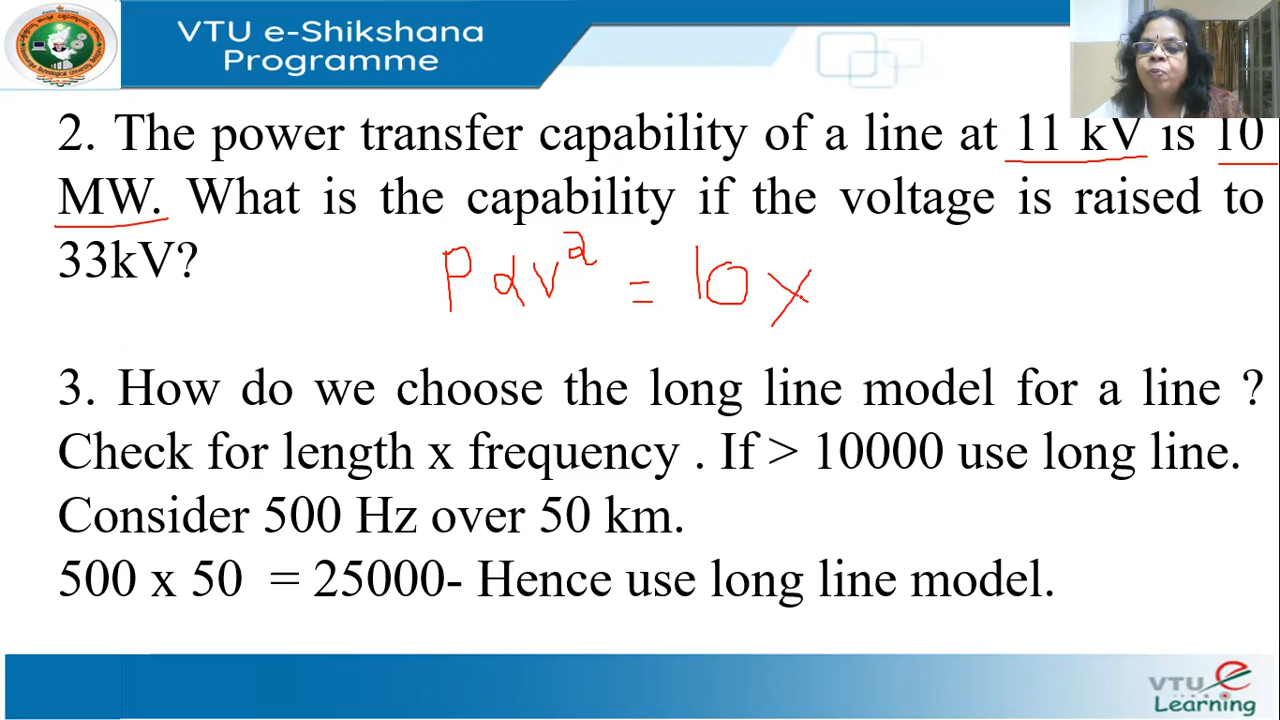 VTU e-Shikshana
Programme
2. The power transfer capability of a line at 11 kV is 10
MW. What is the capability if the voltage is raised to
33kV?
P α V² = 10 x
3. How do we choose the long line model for a line ?
Check for length x frequency . If > 10000 use long line.
Consider 500 Hz over 50 km.
500 x 50 = 25000- Hence use long line model.
VTU e
Learning